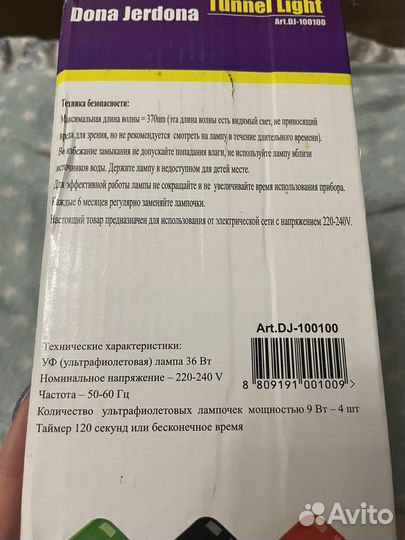 Dona Jerdona
Tunnel Light
Art.DJ-100100
Техника безопасности:
Максимальная длина волны = 370um (эта длина волны есть видимый свет, не приносящий
вреда для зрения, но не рекомендуется смотреть на лампу в течение длительного времени).
Во избежание замыкания не допускайте попадания влаги, не используйте лампу вблизи
источников воды. Держите лампу в недоступном для детей месте.
Для эффективной работы лампы не сокращайте и не увеличивайте время использования прибора.
Каждые 6 месяцев регулярно заменяйте лампочки.
Настоящий товар предназначен для использования от электрической сети с напряжением 220-240V.
Art.DJ-100100
8 809191 001009 >
Технические характеристики:
УФ (ультрафиолетовая) лампа 36 Вт
Номинальное напряжение – 220-240 V
Частота – 50-60 Гц
Количество ультрафиолетовых лампочек мощностью 9 Вт – 4 шт
Таймер 120 секунд или бесконечное время
Avito